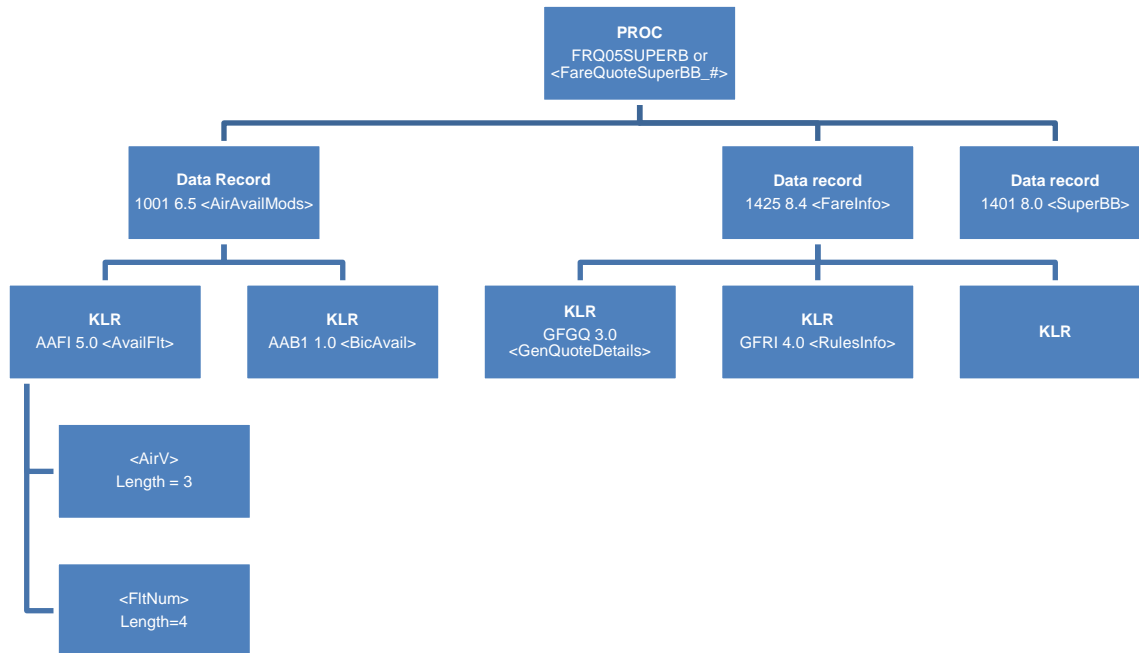 PROC
FRQ05SUPERB or
<FareQuoteSuperBB_#>
Data Record
1001 6.5 <AirAvailMods>
Data record
1425 8.4 <FareInfo>
Data record
1401 8.0 <SuperBB>
KLR
AAFI 5.0 <AvailFlt>
KLR
AAB1 1.0 <BicAvail>
KLR
GFGQ 3.0
<GenQuoteDetails>
KLR
GFRI 4.0 <RulesInfo>
KLR
<AirV>
Length = 3
<FltNum>
Length=4